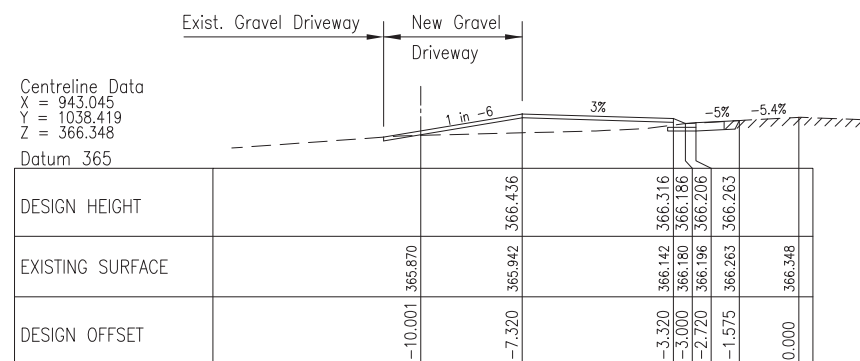 Exist. Gravel Driveway
New Gravel
Driveway
Centreline Data
X = 943.045
Y = 1038.419
Z = 366.348
Datum 365
1 in -6
3%
-5%
-5.4%
DESIGN HEIGHT
366.436
366.316
366.186
366.206
366.263
EXISTING SURFACE
365.870
365.942
366.142
366.180
366.196
366.263
366.348
DESIGN OFFSET
-10.001
-7.320
-3.320
-3.000
-2.720
-1.575
0.000